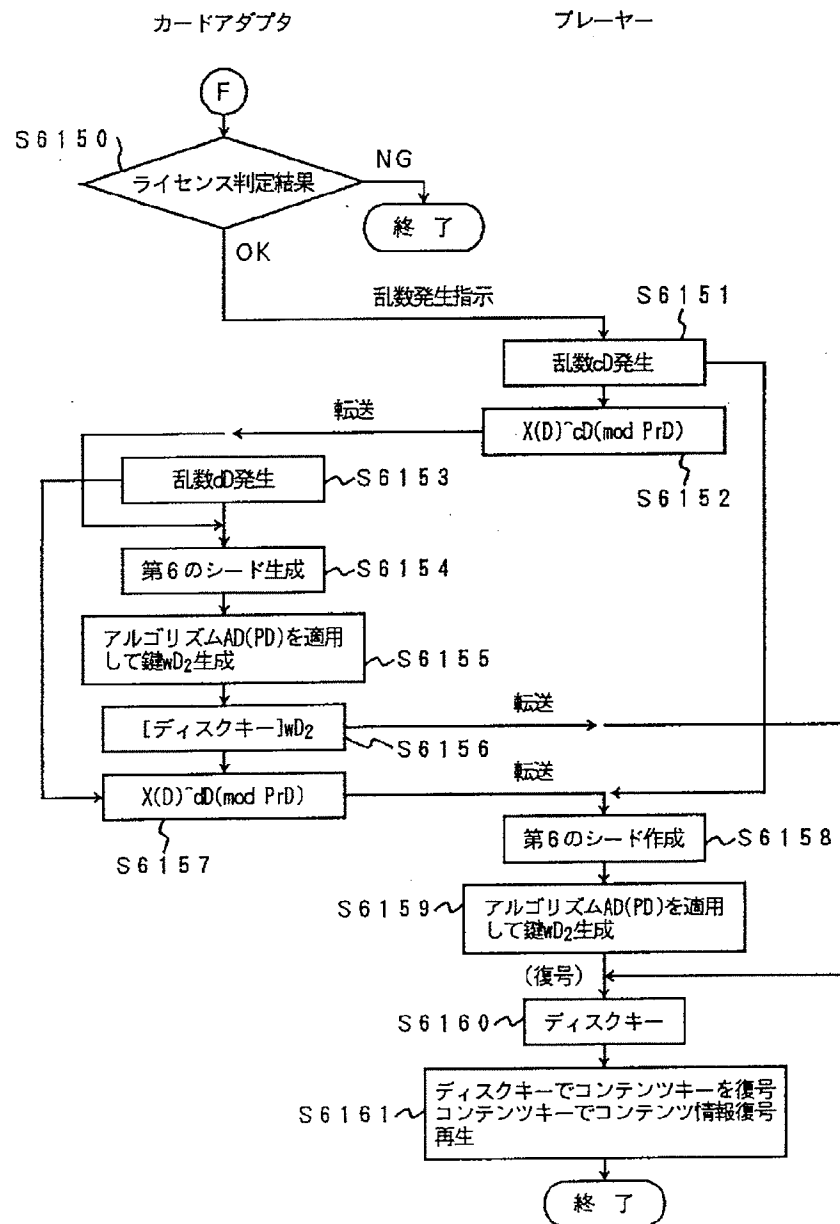 カードアダプタ
プレーヤー
F
S6150
ライセンス判定結果
NG
終 了
OK
乱数発生指示
S6151
乱数cD発生
転送
X(D)^cD(mod PrD)
S6152
乱数dD発生
S6153
第6のシード生成
S6154
アルゴリズムAD(PD)を適用
して鍵wD₂生成
S6155
[ディスクキー]wD₂
S6156
転送
X(D)^dD(mod PrD)
S6157
転送
第6のシード作成
S6158
S6159
アルゴリズムAD(PD)を適用
して鍵wD₂生成
(復号)
S6160
ディスクキー
S6161
ディスクキーでコンテンツキーを復号
コンテンツキーでコンテンツ情報復号
再生
終 了